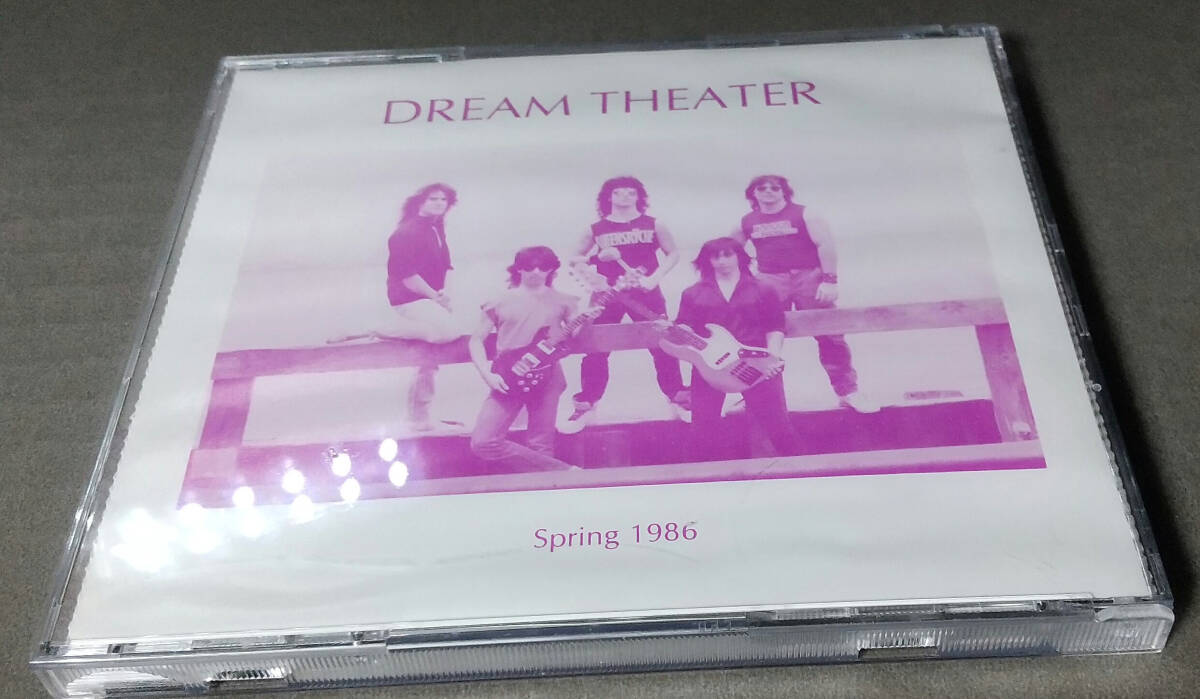 DREAM THEATER
Spring 1986